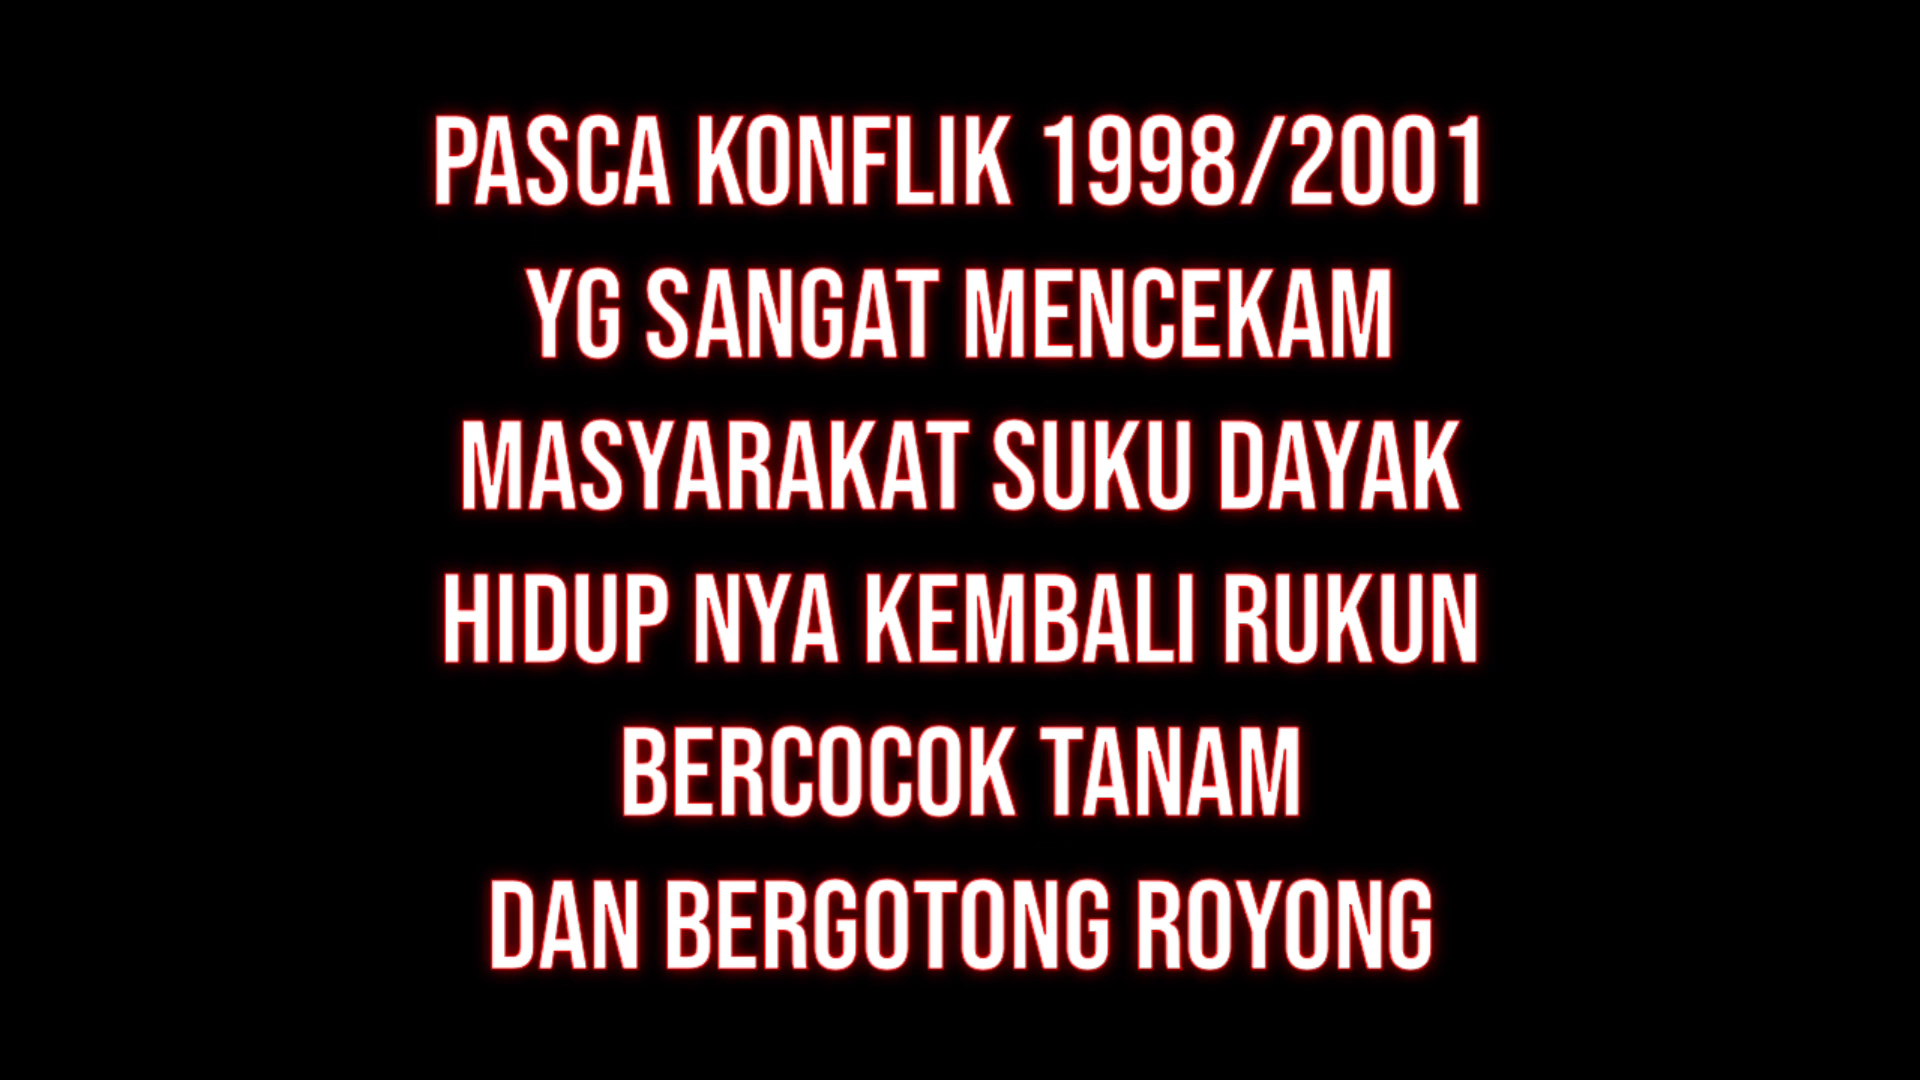 PASCA KONFLIK 1998/2001
YG SANGAT MENCEKAM
MASYARAKAT SUKU DAYAK
HIDUP NYA KEMBALI RUKUN
BERCOCOK TANAM
DAN BERGOTONG ROYONG